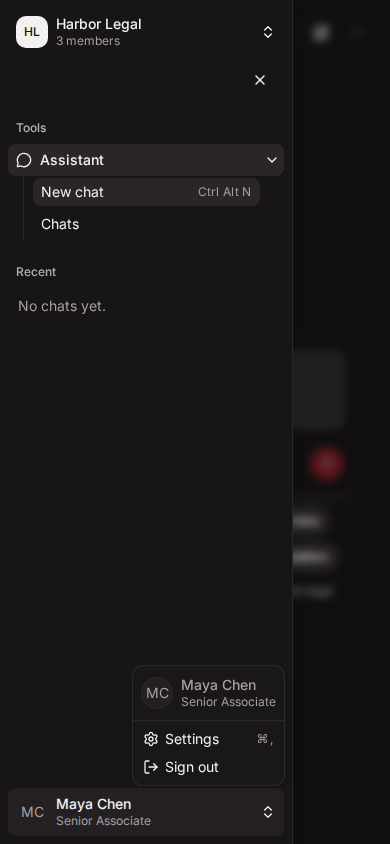 HL
Harbor Legal
3 members
Tools
Assistant
New chat Ctrl Alt N
Chats
Recent
No chats yet.
MC
Maya Chen
Senior Associate
Settings ⌘,
Sign out
MC
Maya Chen
Senior Associate